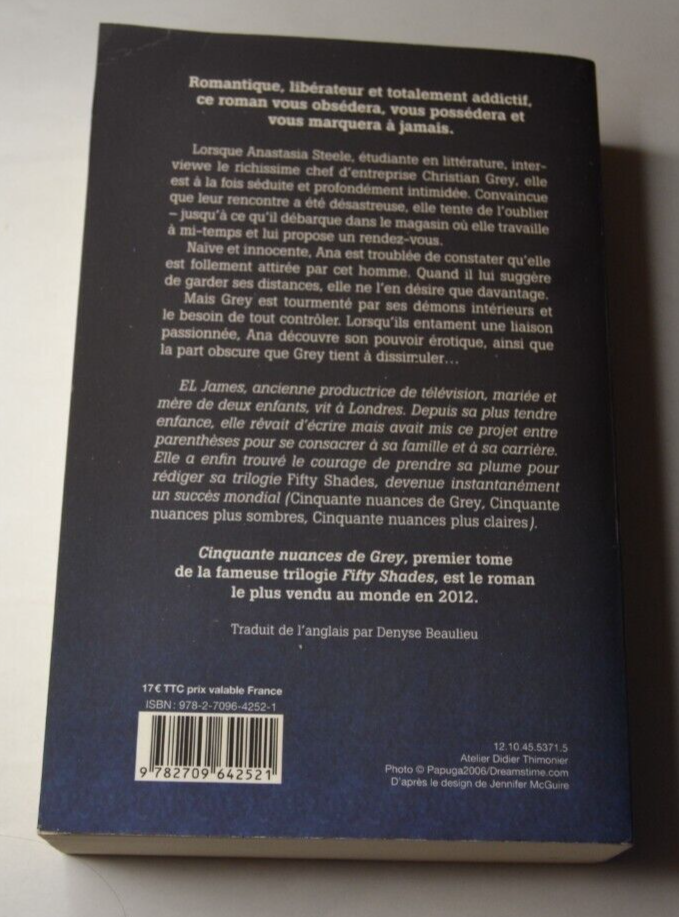 Romantique, libérateur et totalement addictif,
ce roman vous obsédera, vous possédera et
vous marquera à jamais.
Lorsque Anastasia Steele, étudiante en littérature, inter-
viewe le richissime chef d'entreprise Christian Grey, elle
est à la fois séduite et profondément intimidée. Convaincue
que leur rencontre a été désastreuse, elle tente de l'oublier
– jusqu'à ce qu'il débarque dans le magasin où elle travaille
à mi-temps et lui propose un rendez-vous.
Naïve et innocente, Ana est troublée de constater qu'elle
est follement attirée par cet homme. Quand il lui suggère
de garder ses distances, elle ne l'en désire que davantage.
Mais Grey est tourmenté par ses démons intérieurs et
le besoin de tout contrôler. Lorsqu'ils entament une liaison
passionnée, Ana découvre son pouvoir érotique, ainsi que
la part obscure que Grey tient à dissimuler...
EL James, ancienne productrice de télévision, mariée et
mère de deux enfants, vit à Londres. Depuis sa plus tendre
enfance, elle rêvait d'écrire mais avait mis ce projet entre
parenthèses pour se consacrer à sa famille et à sa carrière.
Elle a enfin trouvé le courage de prendre sa plume pour
rédiger sa trilogie Fifty Shades, devenue instantanément
un succès mondial (Cinquante nuances de Grey, Cinquante
nuances plus sombres, Cinquante nuances plus claires).
Cinquante nuances de Grey, premier tome
de la fameuse trilogie Fifty Shades, est le roman
le plus vendu au monde en 2012.
Traduit de l'anglais par Denyse Beaulieu
17 € TTC prix valable France
ISBN : 978-2-7096-4252-1
9 782709 642521
12.10.45.5371.5
Atelier Didier Thimonier
Photo © Papuga2006/Dreamstime.com
D'après le design de Jennifer McGuire